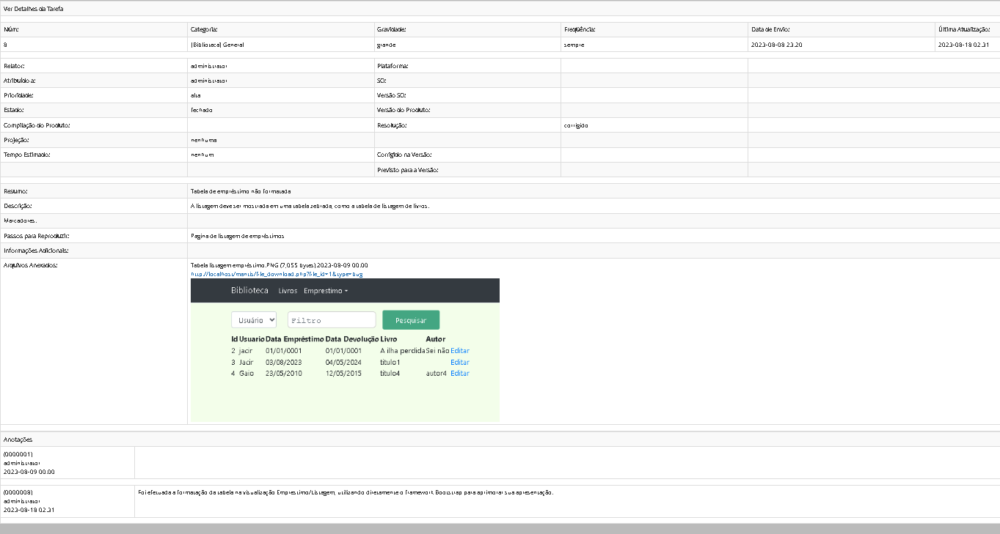 Ver Detalhes da Tarefa
Núm: Categoria: Gravidade: Freqüência: Data de Envio: Última Atualização:
8 [Biblioteca] General grande sempre 2023-08-08 23:20 2023-08-18 02:31
Relator: administrator Plataforma:
Atribuído a: administrator SO:
Prioridade: alta Versão SO:
Estado: fechado Versão do Produto:
Compilação do Produto: Resolução: corrigido
Projeção: nenhuma
Tempo Estimado: nenhum Corrigido na Versão:
Previsto para a Versão:
Resumo: Tabela de empréstimo não formatada
Descrição: A listagem deve ser mostrada em uma tabela zebrada, como a tabela de listagem de livros.
Marcadores:
Passos para Reproduzir: Pagina de listagem de empréstimos
Informações Adicionais:
Arquivos Anexados: Tabela listagem empréstimo.PNG (7,055 bytes) 2023-08-09 00:00
http://localhost/mantis/file_download.php?file_id=1&type=bug
Biblioteca Livros Emprestimo
Usuário Filtro Pesquisar
Id Usuario Data Empréstimo Data Devolução Livro Autor
2 jacir 01/01/0001 01/01/0001 A ilha perdida Sei não Editar
3 Jacir 03/08/2023 04/05/2024 titulo1 Editar
4 Gaio 23/05/2010 12/05/2015 titulo4 autor4 Editar
Anotações
(0000001)
administrator
2023-08-09 00:00
(0000008) Foi efetuada a formatação da tabela na visualização Emprestimo/Listagem, utilizando diretamente o framework Bootstrap para aprimorar sua apresentação.
administrator
2023-08-18 02:31